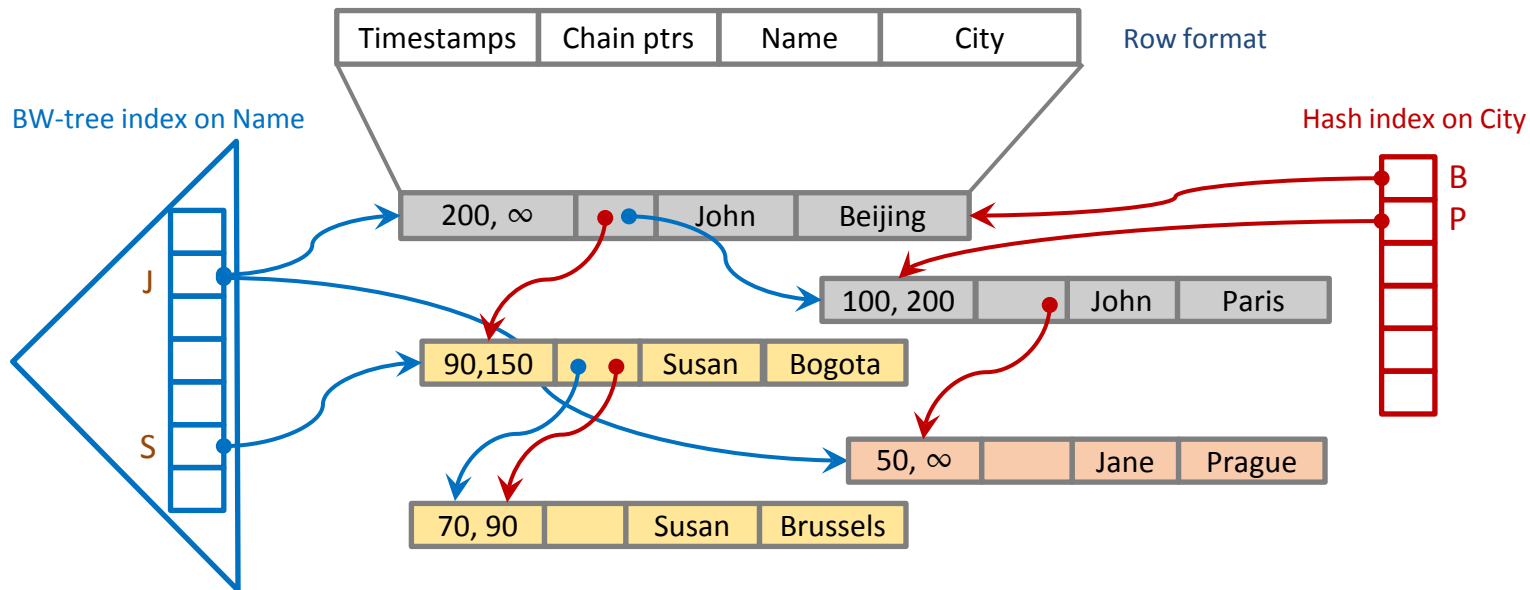 Timestamps Chain ptrs Name City Row format
BW-tree index on Name
Hash index on City
B
200, ∞ John Beijing
P
J
100, 200 John Paris
90,150 Susan Bogota
S
50, ∞ Jane Prague
70, 90 Susan Brussels